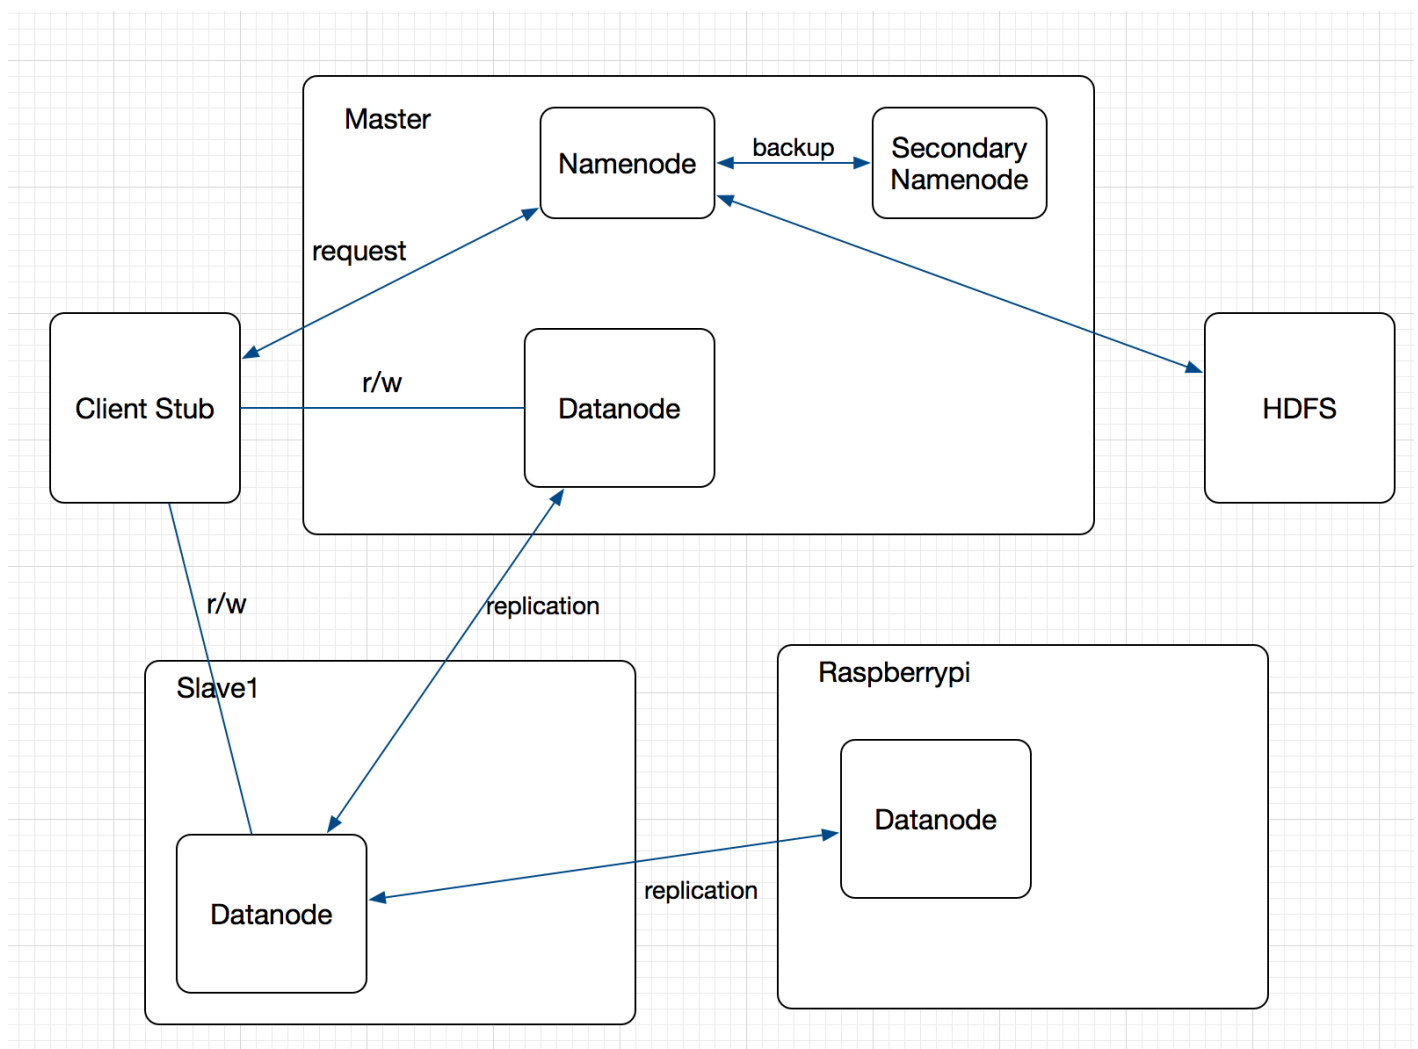 Master
Namenode
backup
Secondary
Namenode
request
Client Stub
r/w
Datanode
HDFS
r/w
replication
Slave1
Raspberrypi
Datanode
replication
Datanode